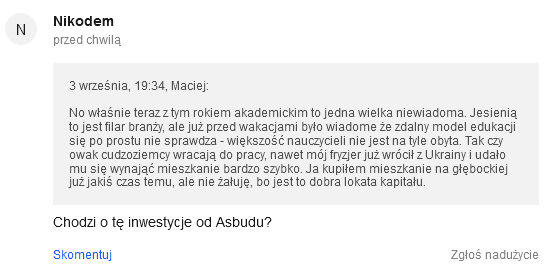 N
Nikodem
przed chwilą
3 września, 19:34, Maciej:
No właśnie teraz z tym rokiem akademickim to jedna wielka niewiadoma. Jesienią
to jest filar branży, ale już przed wakacjami było wiadome że zdalny model edukacji
się po prostu nie sprawdza - większość nauczycieli nie jest na tyle obyta. Tak czy
owak cudzoziemcy wracają do pracy, nawet mój fryzjer już wrócił z Ukrainy i udało
mu się wynająć mieszkanie bardzo szybko. Ja kupiłem mieszkanie na głębockiej
już jakiś czas temu, ale nie żałuję, bo jest to dobra lokata kapitału.
Chodzi o tę inwestycje od Asbudu?
Skomentuj
Zgłoś nadużycie